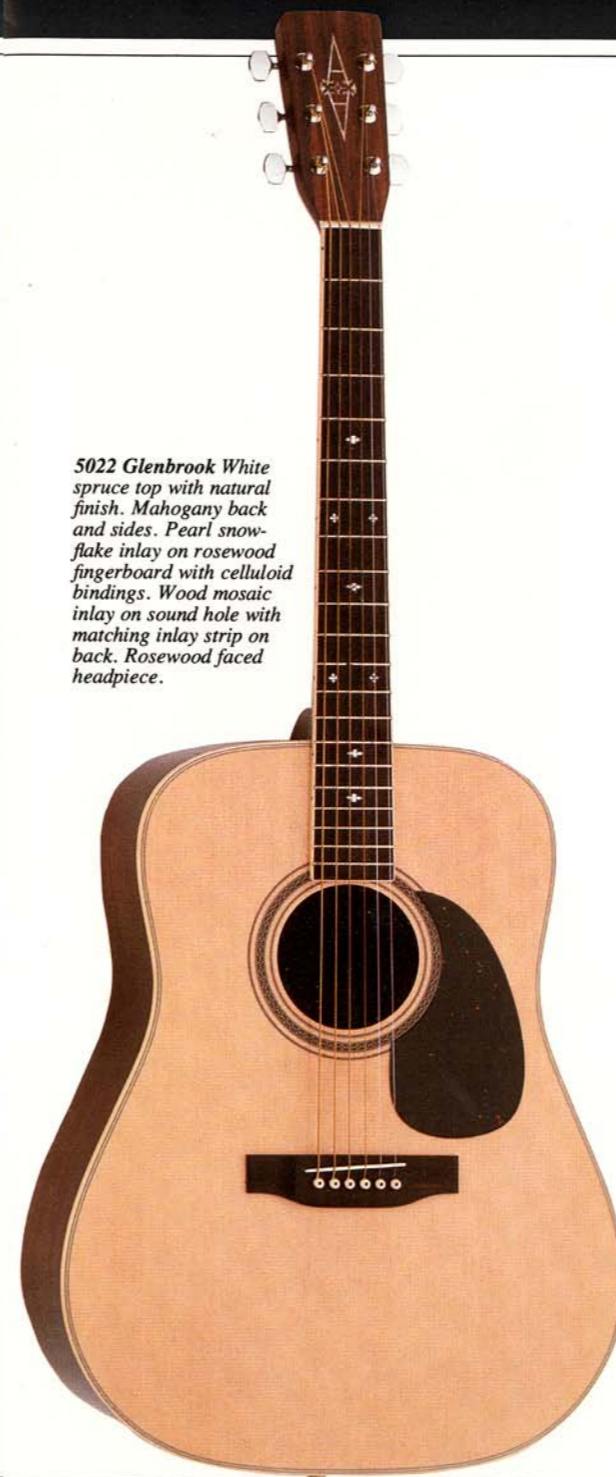 5022 Glenbrook White
spruce top with natural
finish. Mahogany back
and sides. Pearl snow-
flake inlay on rosewood
fingerboard with celluloid
bindings. Wood mosaic
inlay on sound hole with
matching inlay strip on
back. Rosewood faced
headpiece.